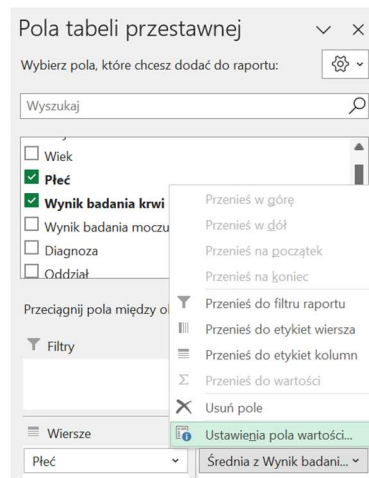 Pola tabeli przestawnej
Wybierz pola, które chcesz dodać do raportu:
Wyszukaj
Wiek
Płeć
Wynik badania krwi
Wynik badania moczu
Diagnoza
Oddział
Przenieś w górę
Przenieś w dół
Przenieś na początek
Przenieś na koniec
Przenieś do filtru raportu
Przenieś do etykiet wiersza
Przenieś do etykiet kolumn
Przenieś do wartości
Usuń pole
Ustawienia pola wartości...
Przeciągnij pola między
Filtry
Wiersze
Płeć
Średnia z Wynik badani...